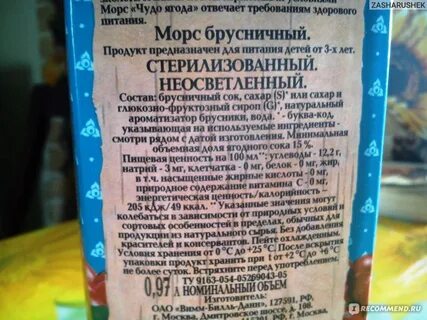 ZASHARUSHEK
Морс «Чудо ягода» отвечает требованиям здорового
питания.
Морс брусничный.
Продукт предназначен для питания детей от 3-х лет.
СТЕРИЛИЗОВАННЫЙ.
НЕОСВЕТЛЕННЫЙ.
Состав: брусничный сок, сахар (S)* или сахар и
глюкозно-фруктозный сироп (G)*, натуральный
ароматизатор брусники, вода. * - буква-код,
указывающая на используемые ингредиенты -
смотри рядом с датой изготовления. Минимальная
объемная доля ягодного сока 15 %.
Пищевая ценность на 100 мл**: углеводы - 12,2 г,
натрий - 3 мг, клетчатка - 0 мг, белок - 0 мг, жир,
в т.ч. насыщенные жирные кислоты - 0 мг,
природное содержание витамина С - 0 мг,
энергетическая ценность/калорийность -
205 кДж/49 ккал. **Указанные значения могут
колебаться в зависимости от природных условий и
сортовых особенностей в пределах, обычных для
продукции из натурального сырья. Без добавления
красителей и консервантов. Пейте охлажденным.
Условия хранения от 0 °С до +25 °С. После вскрытия
упаковку хранить при t от +2 °С до +6 °С
не более суток. Встряхнуть перед употреблением.
ТУ 9163-054-05269043-05
0,97 л НОМИНАЛЬНЫЙ ОБЪЕМ
Изготовитель:
ОАО «Вимм-Билль-Данн», 127591, РФ,
г. Москва, Дмитровское шоссе, д. 108.
IRECOMMEND.RU